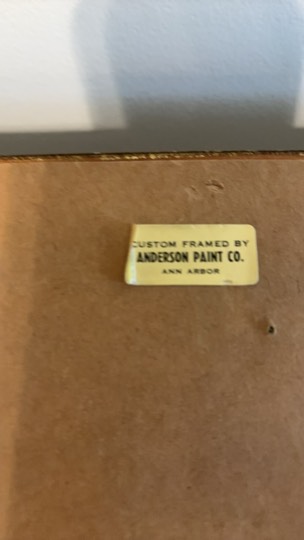 CUSTOM FRAMED BY
ANDERSON PAINT CO.
ANN ARBOR